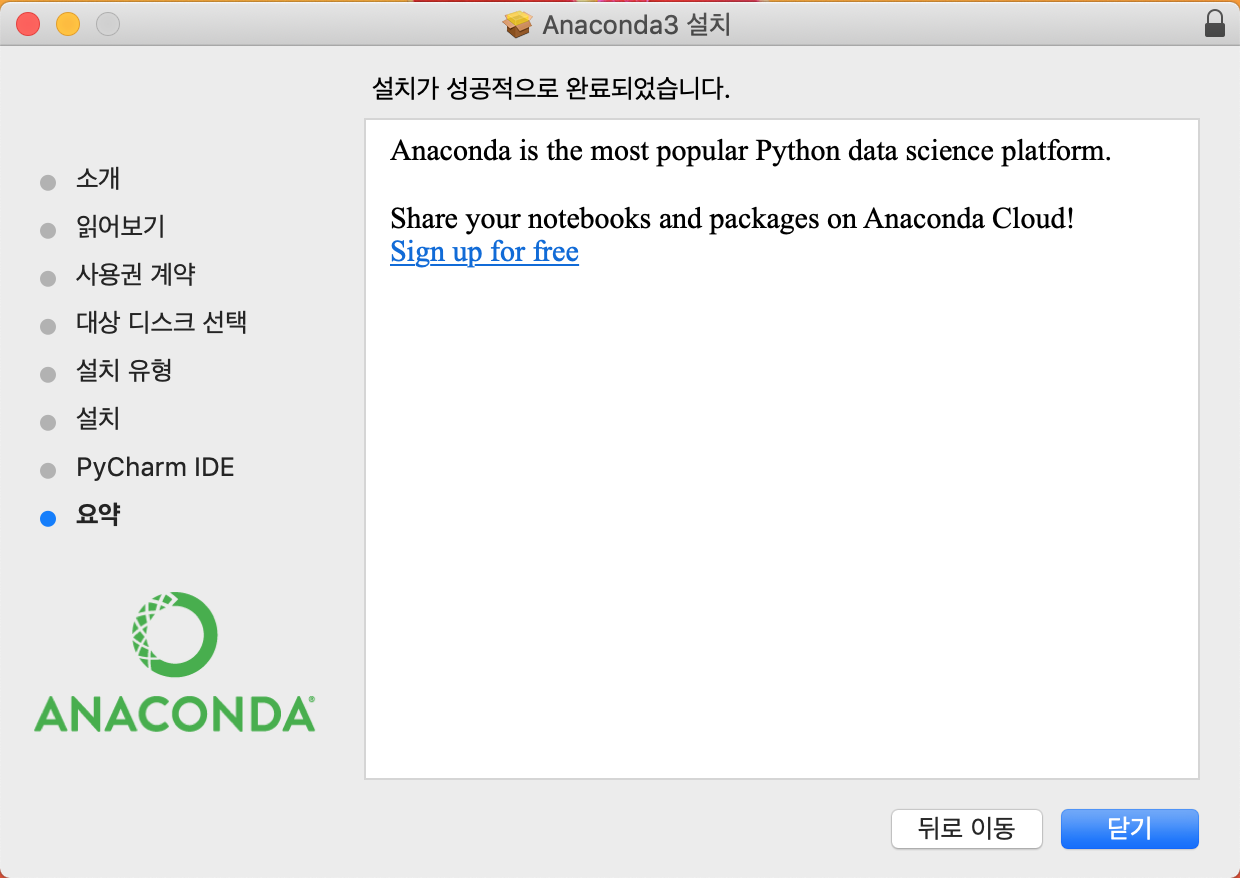 Anaconda3 설치
설치가 성공적으로 완료되었습니다.
소개
읽어보기
사용권 계약
대상 디스크 선택
설치 유형
설치
PyCharm IDE
요약
ANACONDA®
Anaconda is the most popular Python data science platform.
Share your notebooks and packages on Anaconda Cloud!
Sign up for free
뒤로 이동
닫기